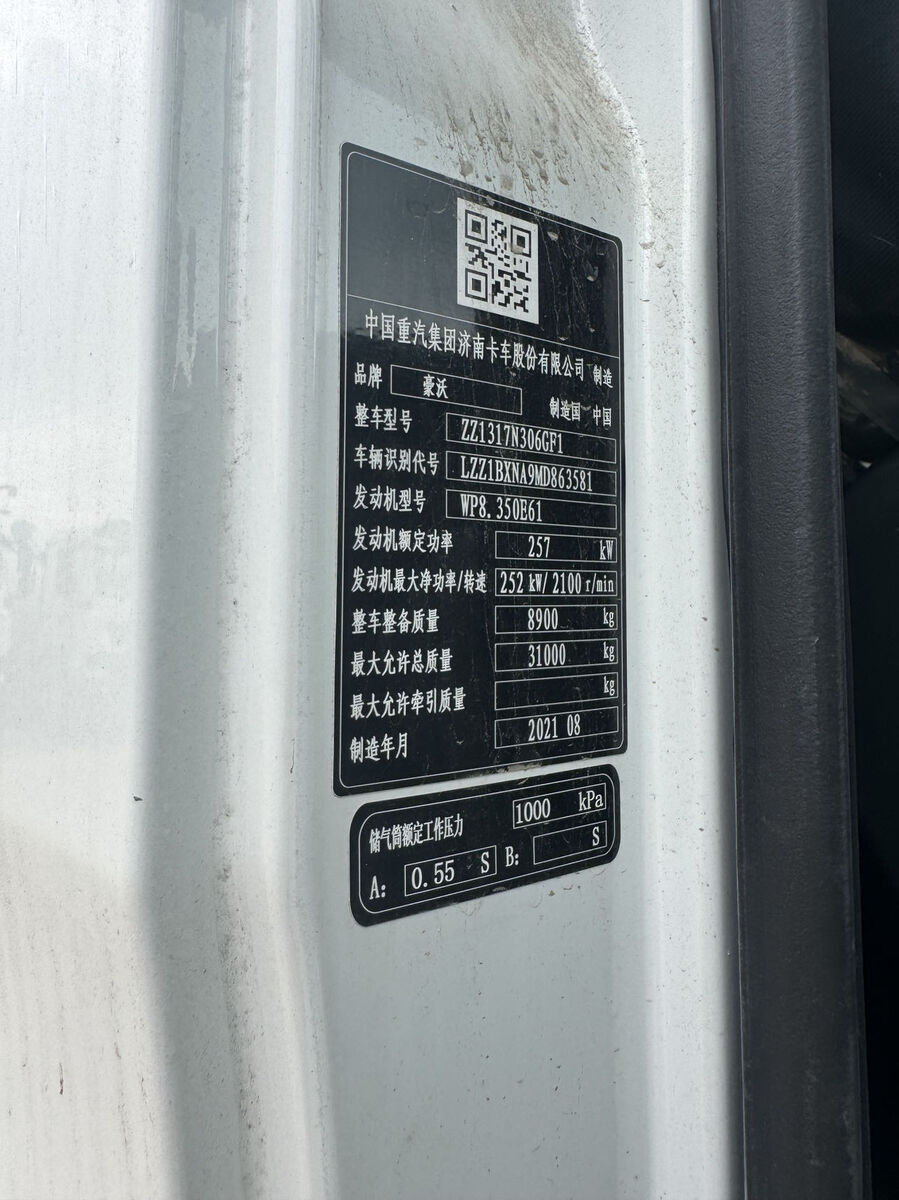 中国重汽集团济南卡车股份有限公司 制造
品牌 豪沃 制造国 中国
整车型号 ZZ1317N306GF1
车辆识别代号 LZZ1BXNA9MD863581
发动机型号 WP8.350E61
发动机额定功率 257 kW
发动机最大净功率/转速 252 kW/2100 r/min
整车整备质量 8900 kg
最大允许总质量 31000 kg
最大允许牵引质量 kg
制造年月 2021 08
储气筒额定工作压力 1000 kPa
A: 0.55 S B: S